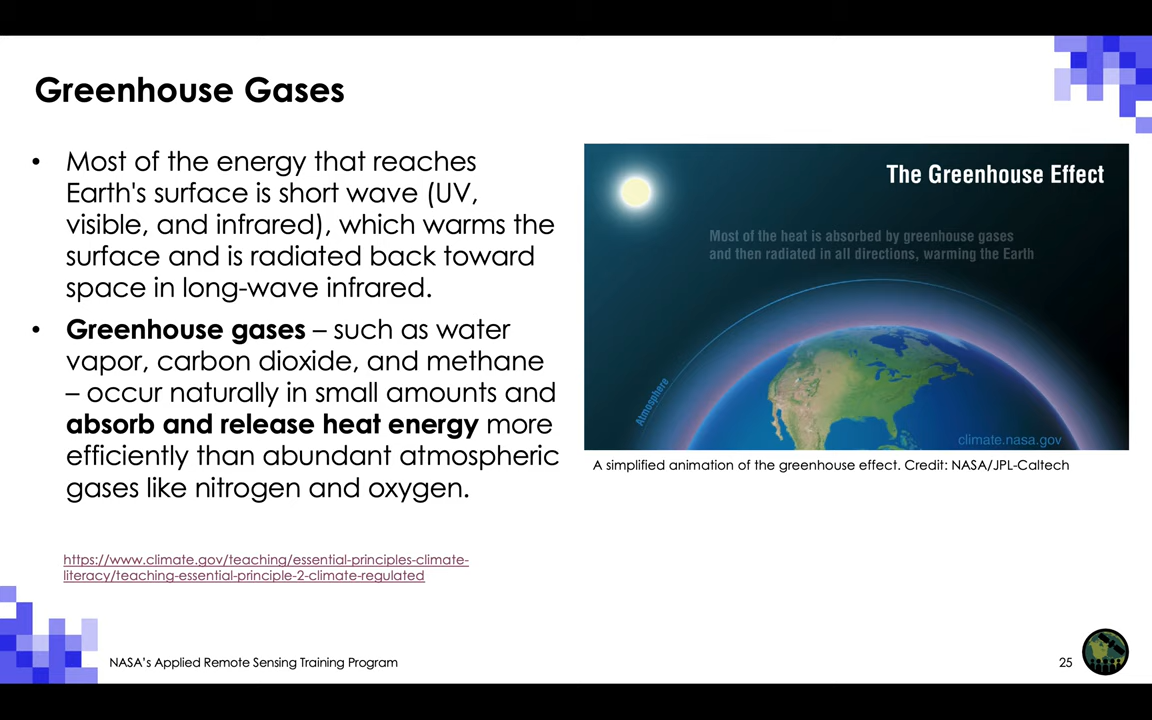 Greenhouse Gases
• Most of the energy that reaches
Earth's surface is short wave (UV,
visible, and infrared), which warms the
surface and is radiated back toward
space in long-wave infrared.
• Greenhouse gases – such as water
vapor, carbon dioxide, and methane
– occur naturally in small amounts and
absorb and release heat energy more
efficiently than abundant atmospheric
gases like nitrogen and oxygen.
https://www.climate.gov/teaching/essential-principles-climate-
literacy/teaching-essential-principle-2-climate-regulated
The Greenhouse Effect
Most of the heat is absorbed by greenhouse gases
and then radiated in all directions, warming the Earth
Atmosphere
climate.nasa.gov
A simplified animation of the greenhouse effect. Credit: NASA/JPL-Caltech
NASA's Applied Remote Sensing Training Program
25